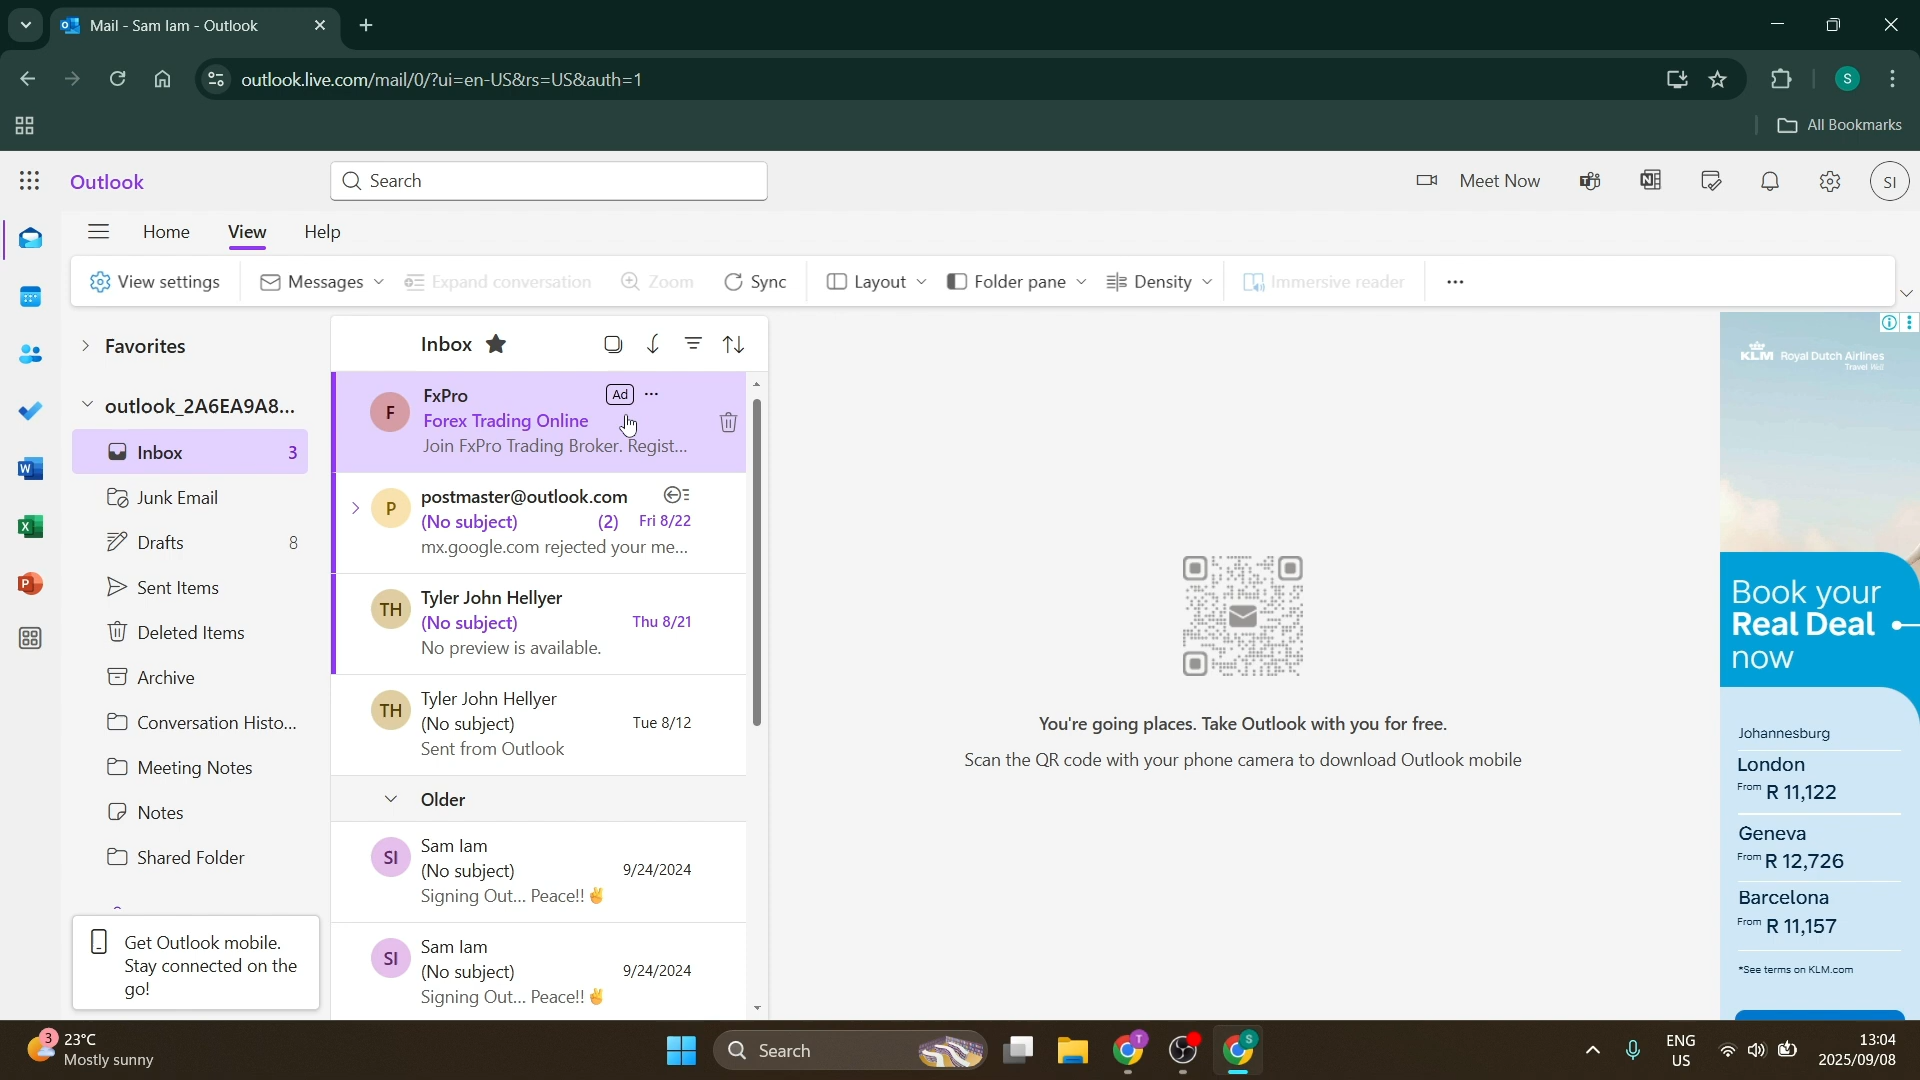 Mail - Sam Iam - Outlook
outlook.live.com/mail/0/?ui=en-US&rs=US&auth=1
S
All Bookmarks
Outlook
Search
Meet Now
SI
Home
View
Help
View settings
Messages
Expand conversation
Zoom
Sync
Layout
Folder pane
Density
Immersive reader
Favorites
outlook_2A6EA9A8...
Inbox 3
Junk Email
Drafts 8
Sent Items
Deleted Items
Archive
Conversation Histo...
Meeting Notes
Notes
Shared Folder
Get Outlook mobile.
Stay connected on the
go!
Inbox
F
FxPro
Ad
Forex Trading Online
Join FxPro Trading Broker. Regist...
P
postmaster@outlook.com
(No subject) (2) Fri 8/22
mx.google.com rejected your me...
TH
Tyler John Hellyer
(No subject) Thu 8/21
No preview is available.
TH
Tyler John Hellyer
(No subject) Tue 8/12
Sent from Outlook
Older
SI
Sam Iam
(No subject) 9/24/2024
Signing Out... Peace!!✌
SI
Sam Iam
(No subject) 9/24/2024
Signing Out... Peace!!✌
You're going places. Take Outlook with you for free.
Scan the QR code with your phone camera to download Outlook mobile
KLM Royal Dutch Airlines
Travel Well
Book your
Real Deal
now
Johannesburg
London
From R 11,122
Geneva
From R 12,726
Barcelona
From R 11,157
*See terms on KLM.com
3
23°C
Mostly sunny
Search
T
S
ENG
US
13:04
2025/09/08